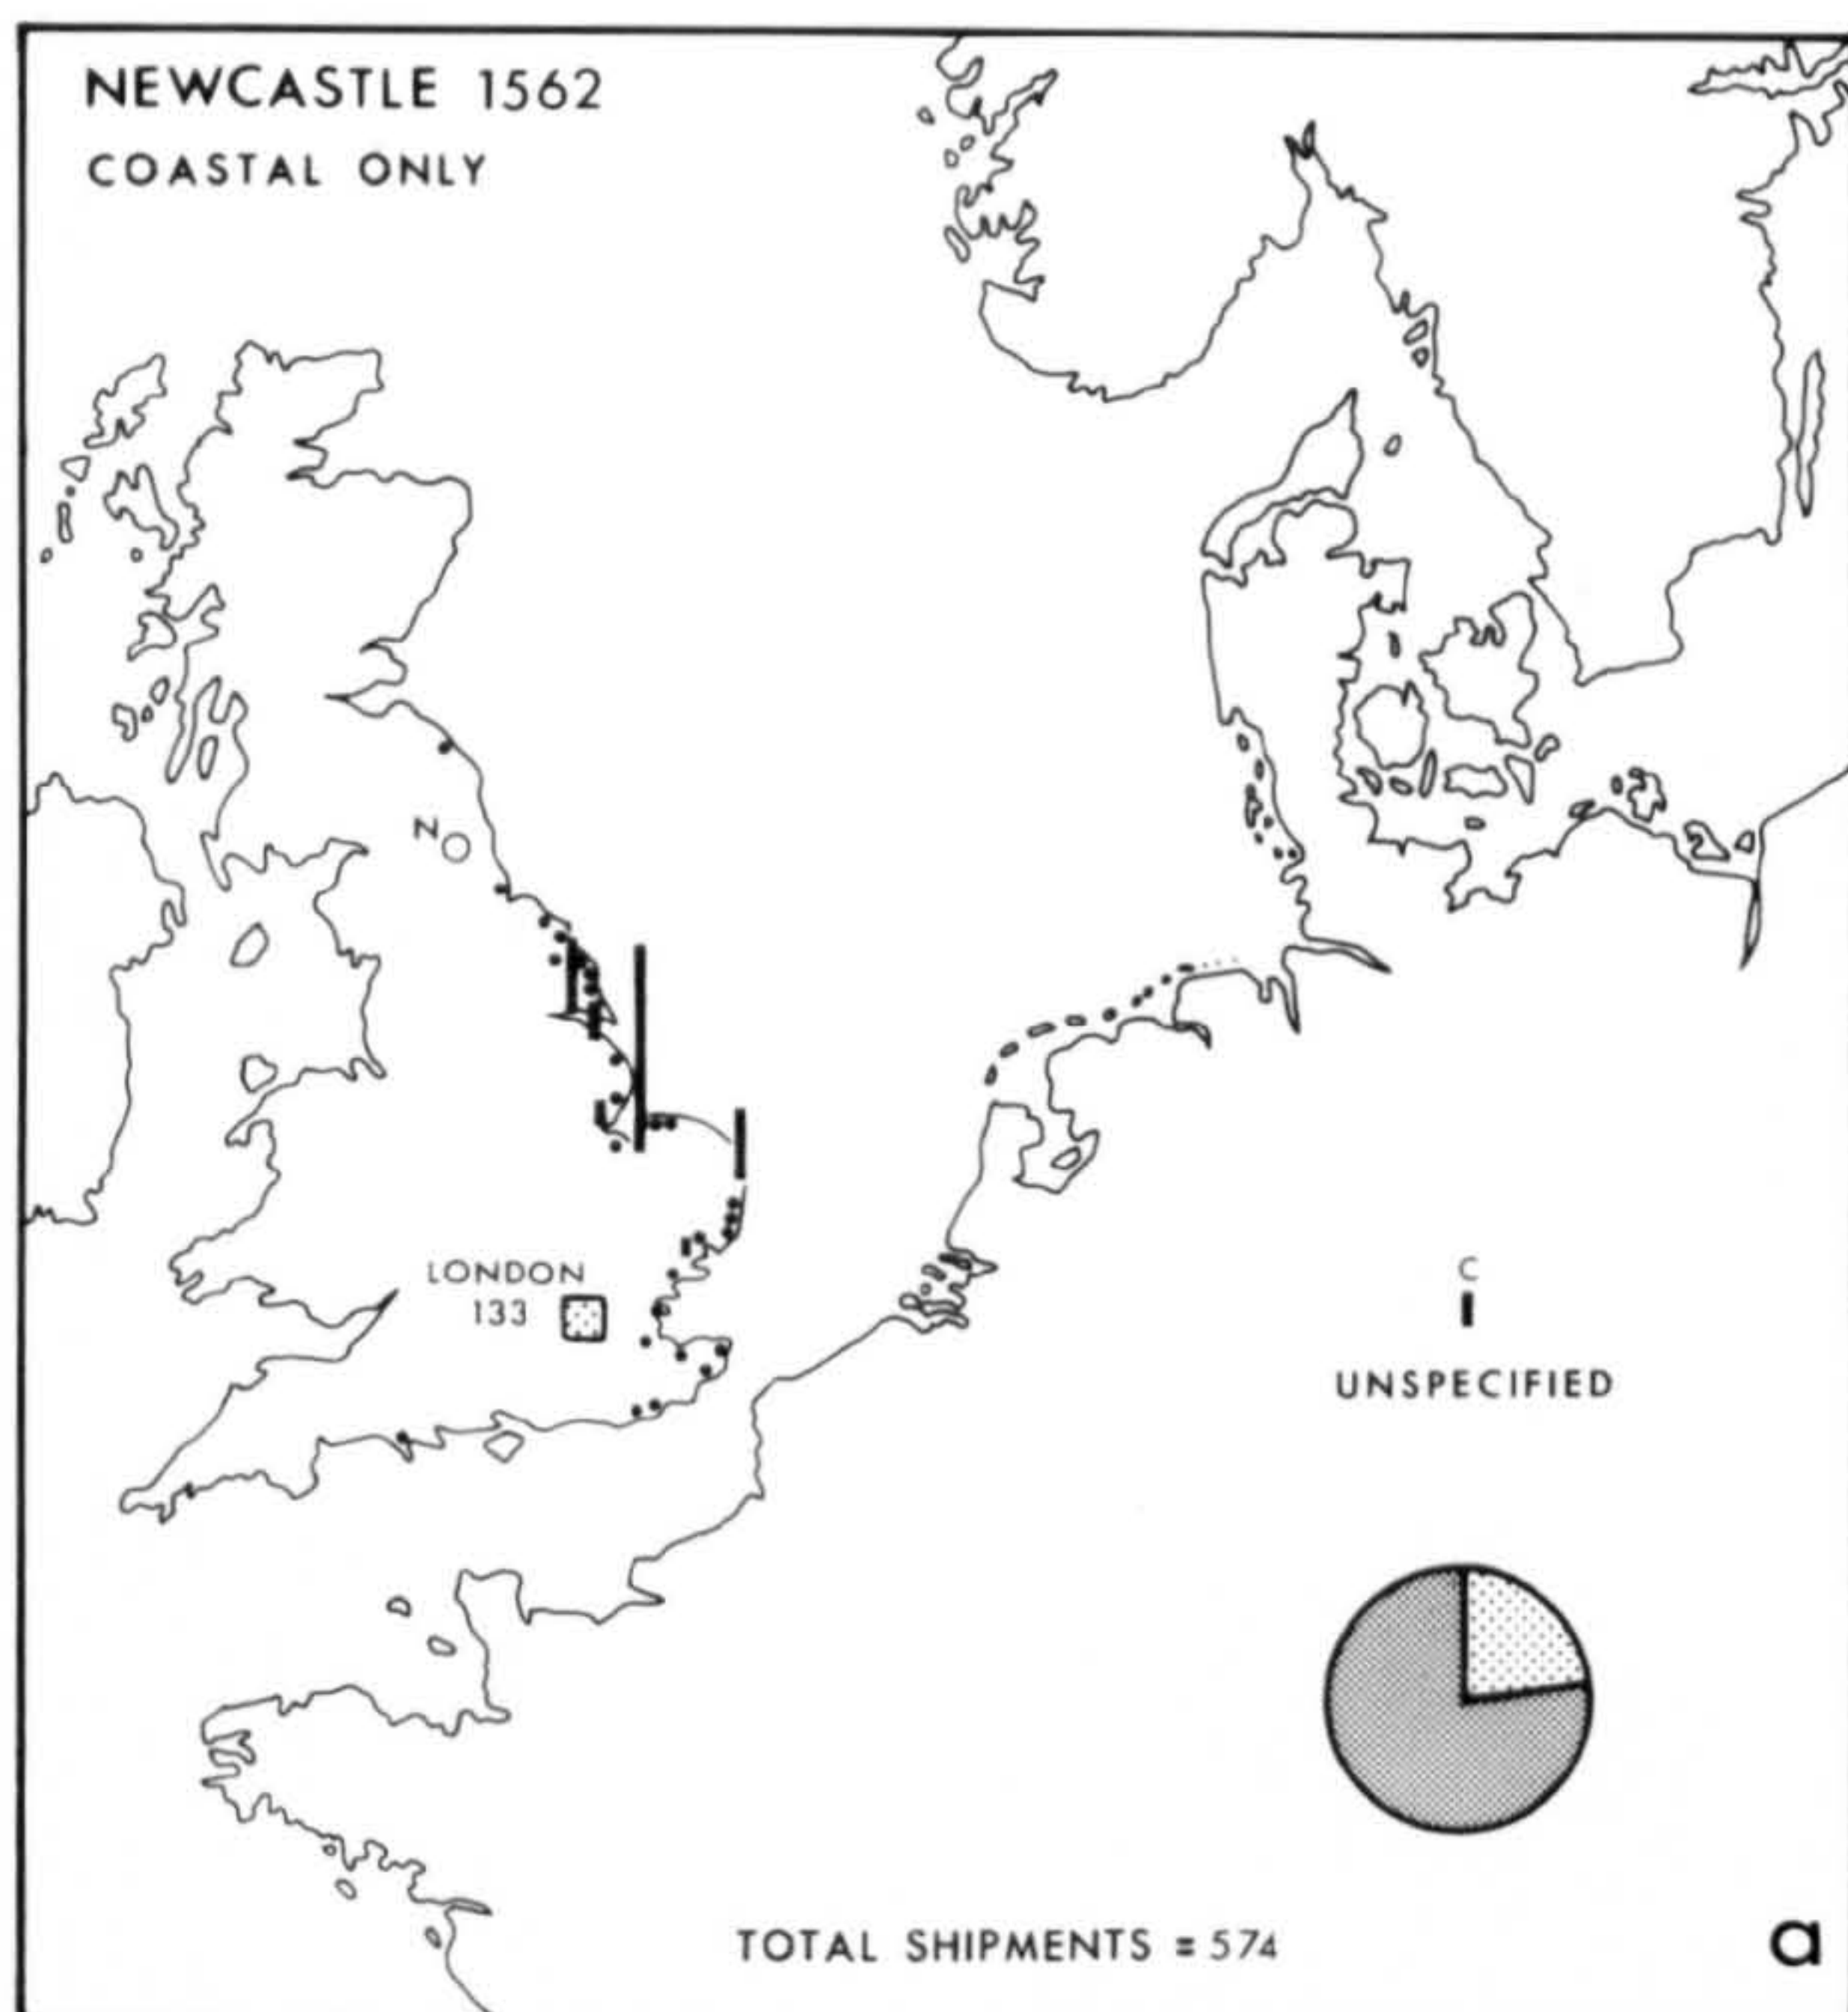 NEWCASTLE 1562
COASTAL ONLY
N
LONDON
133
C
UNSPECIFIED
TOTAL SHIPMENTS = 574
a